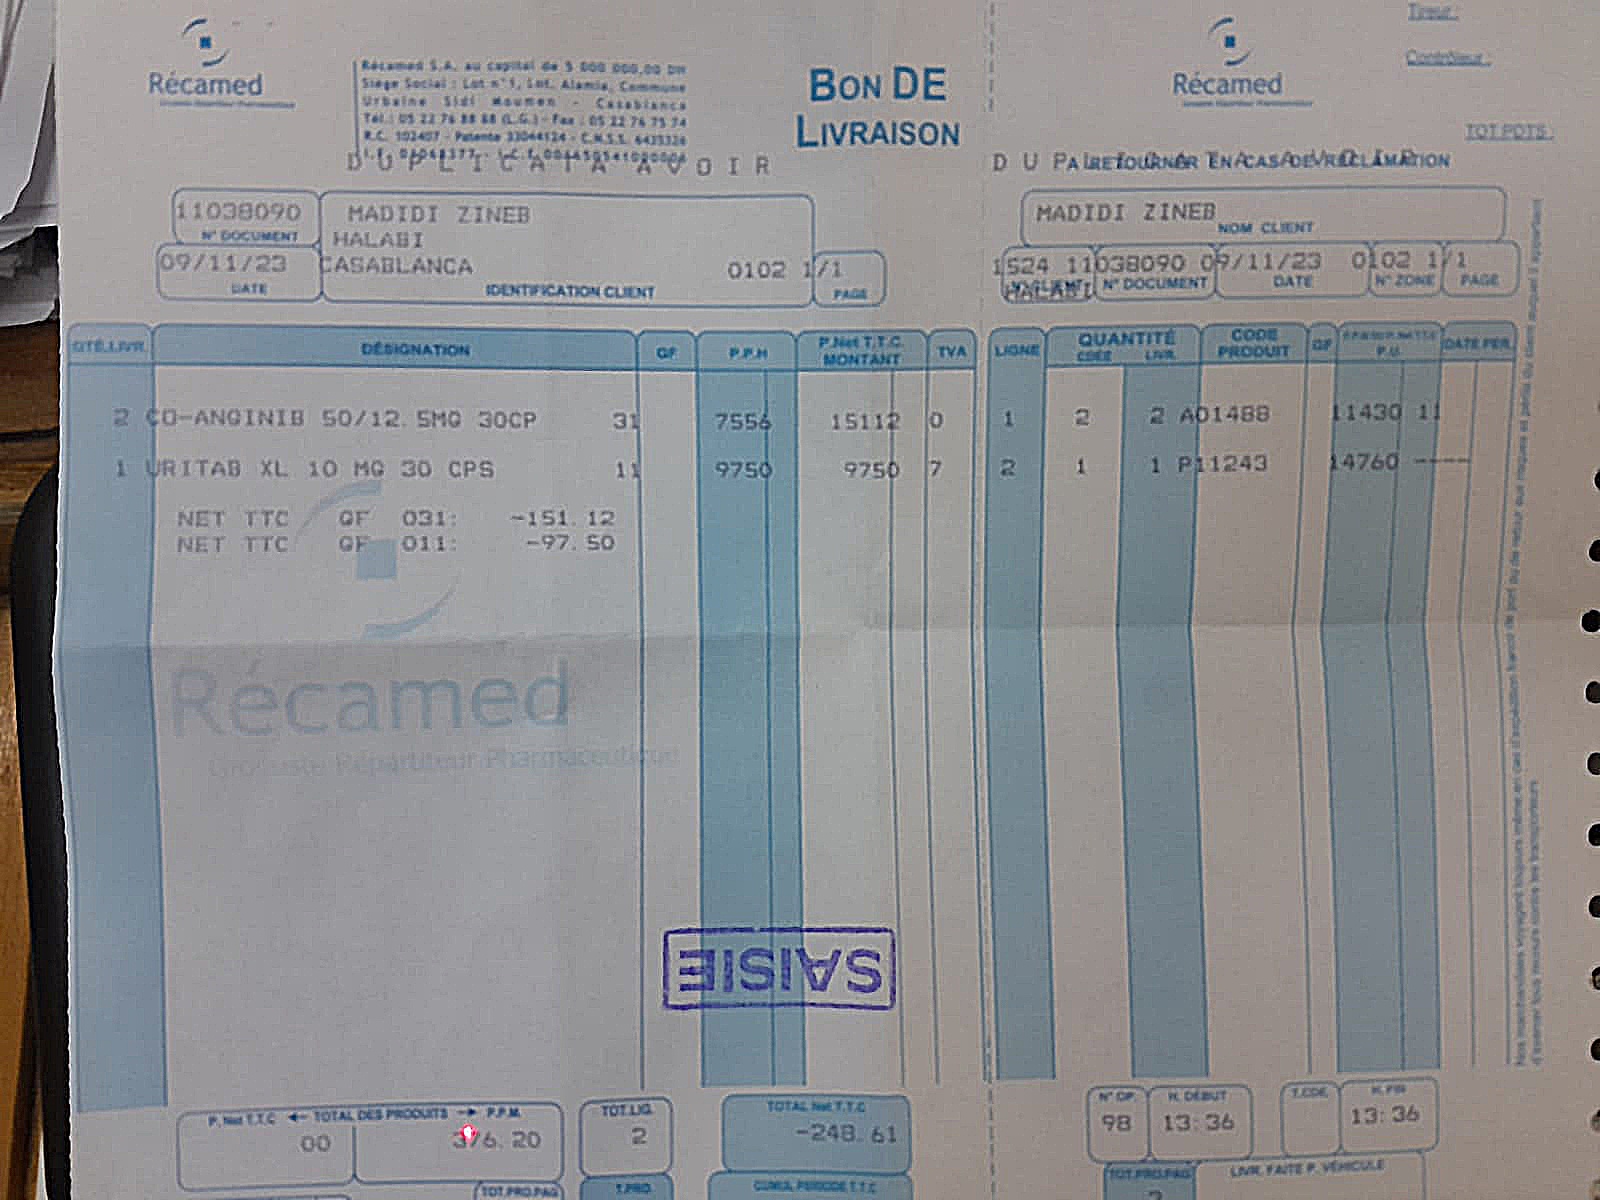 Récamed
Récamed S.A. au capital de 5 000 000,00 DH
Siège Social : Lot n°1, Lot. Alamia, Commune
Urbaine Sidi Moumen - Casablanca
Tél.: 05 22 76 88 68 (L.G.) - Fax : 05 22 76 75 74
R.C. 102407 - Patente 33044124 - C.N.S.S. 6435326
BON DE
LIVRAISON
DUPLICATA AVOIR
11038090
N° DOCUMENT
09/11/23
DATE
MADIDI ZINEB
HALABI
CASABLANCA
0102 1/1
IDENTIFICATION CLIENT
PAGE
QTÉ.LIVR. DÉSIGNATION GF P.P.H P.Net T.T.C. MONTANT TVA
2 CO-ANGINIB 50/12.5MG 30CP 31 7556 15112 0
1 URITAB XL 10 MG 30 CPS 11 9750 9750 7
NET TTC GF 031: -151.12
NET TTC GF 011: -97.50
Récamed
Grossiste Répartiteur Pharmaceutique
SAISIE
P. Net T.T.C TOTAL DES PRODUITS P.P.M.
00 376.20
TOT.LIG.
2
TOTAL Net T.T.C
-248.61
TOT.PRO.PAG
T.PRO.
CUMUL PERIODE T.T.C
Récamed
Tireur :
Contrôleur :
TOT PDTS :
A RETOURNER EN CAS DE RÉCLAMATION
MADIDI ZINEB
NOM CLIENT
1524 11038090 09/11/23 0102 1/1
HALABI
N° DOCUMENT DATE N° ZONE PAGE
LIGNE QUANTITÉ CDÉE LIVR. CODE PRODUIT GF P.U. DATE PER.
1 2 2 A01488 11430 11
2 1 1 P11243 14760 ----
N° OP. H. DÉBUT T.CDE. H. FIN
98 13:36 13:36
TOT.PRO.PAG LIVR. FAITE P. VÉHICULE